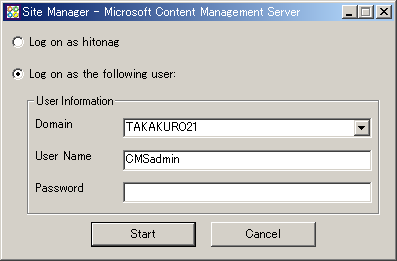 Site Manager - Microsoft Content Management Server
Log on as hitonag
Log on as the following user:
User Information
Domain
TAKAKURO21
User Name
CMSadmin
Password
Start
Cancel